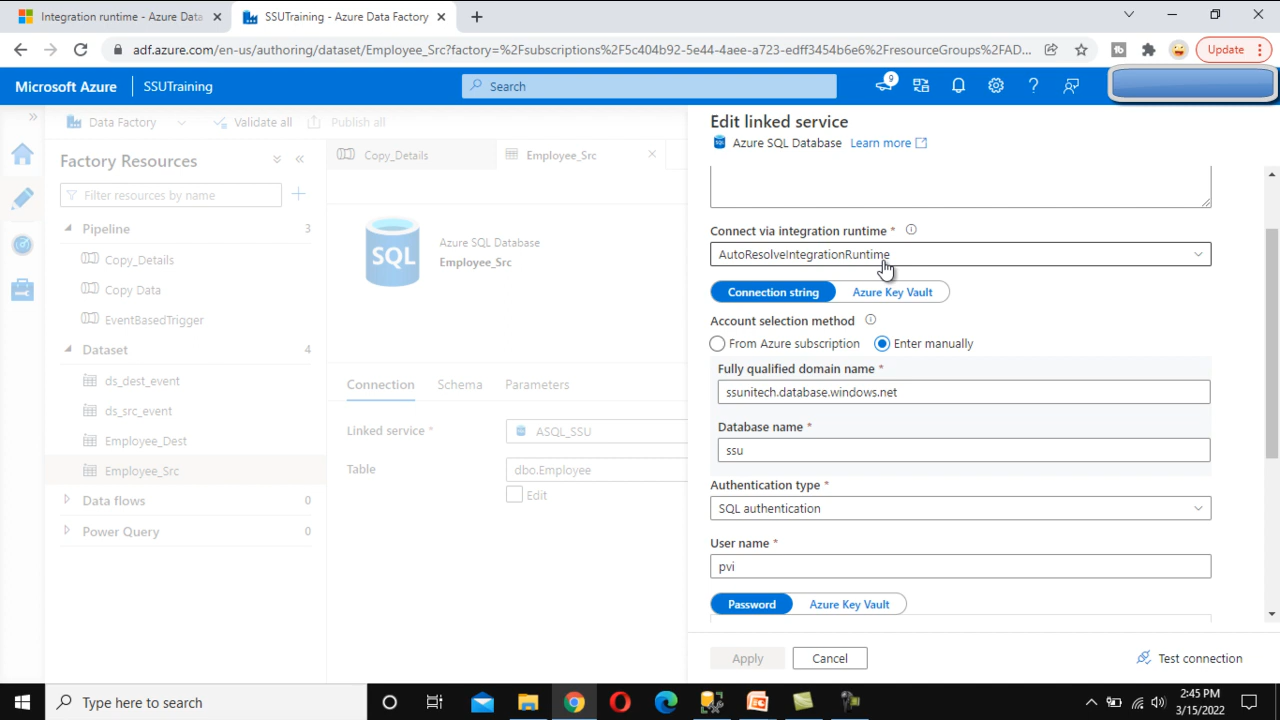 Integration runtime - Azure Data
SSUTraining - Azure Data Factory
adf.azure.com/en-us/authoring/dataset/Employee_Src?factory=%2Fsubscriptions%2F5c404b92-5e44-4aee-a723-edff3454b6e6%2FresourceGroups%2FAD...
Update
Microsoft Azure
SSUTraining
Search
9
Data Factory
Validate all
Publish all
Factory Resources
Filter resources by name
Pipeline 3
Copy_Details
Copy Data
EventBasedTrigger
Dataset 4
ds_dest_event
ds_src_event
Employee_Dest
Employee_Src
Data flows 0
Power Query 0
Copy_Details
Employee_Src
SQL
Azure SQL Database
Employee_Src
Connection Schema Parameters
Linked service *
ASQL_SSU
Table
dbo.Employee
Edit
Edit linked service
Azure SQL Database Learn more
Connect via integration runtime *
AutoResolveIntegrationRuntime
Connection string Azure Key Vault
Account selection method
From Azure subscription Enter manually
Fully qualified domain name *
ssunitech.database.windows.net
Database name *
ssu
Authentication type *
SQL authentication
User name *
pvi
Password Azure Key Vault
Apply Cancel Test connection
Type here to search
2:45 PM
3/15/2022